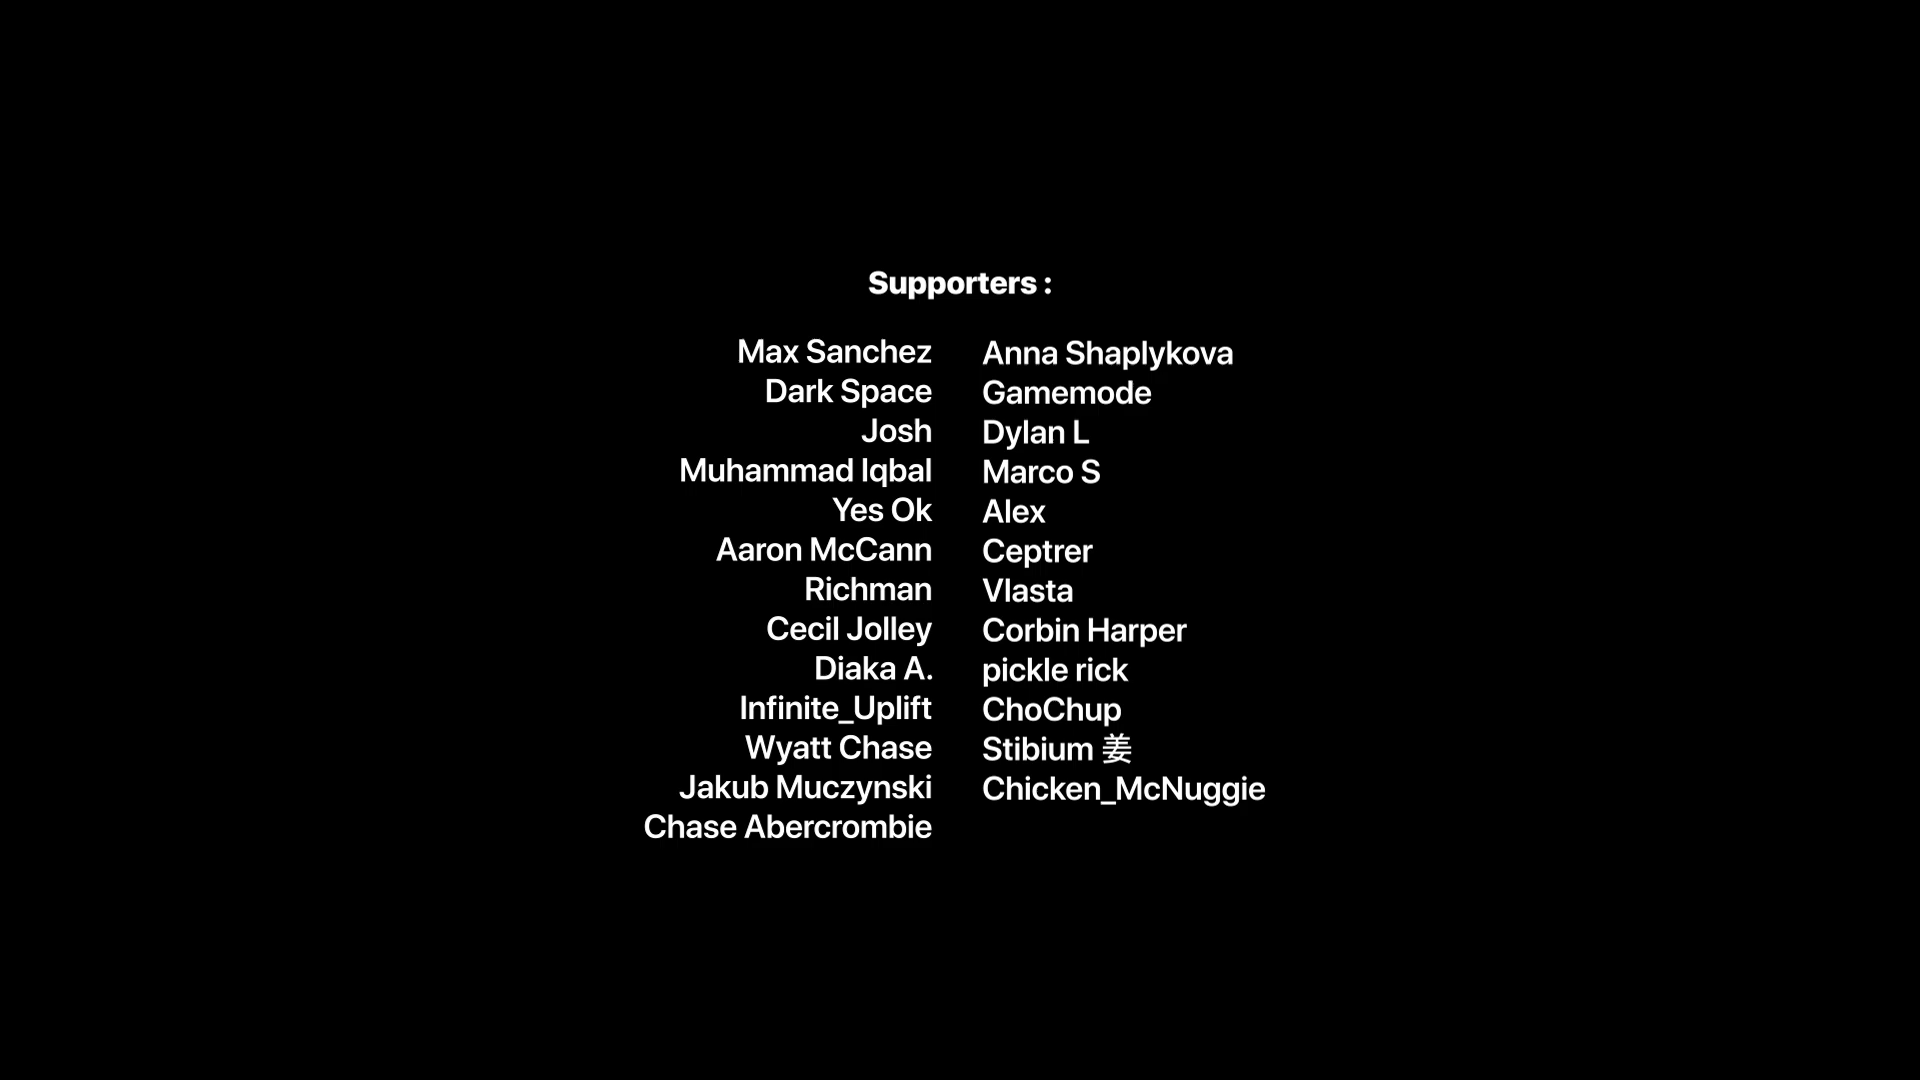 Supporters :
Max Sanchez
Dark Space
Josh
Muhammad Iqbal
Yes Ok
Aaron McCann
Richman
Cecil Jolley
Diaka A.
Infinite_Uplift
Wyatt Chase
Jakub Muczynski
Chase Abercrombie
Anna Shaplykova
Gamemode
Dylan L
Marco S
Alex
Ceptrer
Vlasta
Corbin Harper
pickle rick
ChoChup
Stibium 姜
Chicken_McNuggie